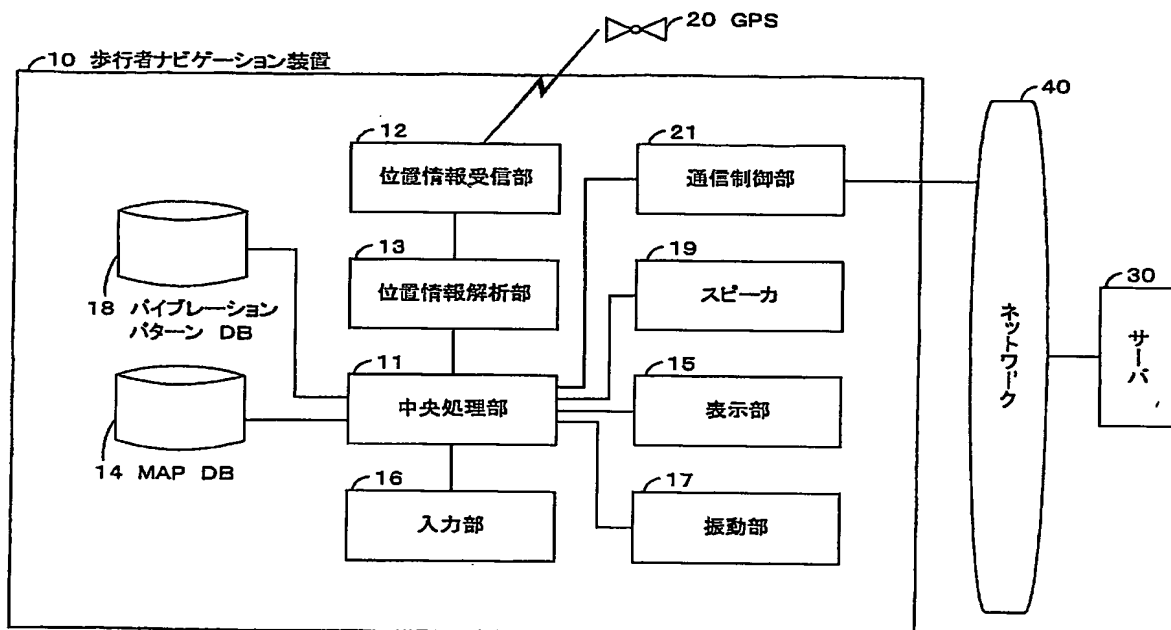 20 GPS
10 歩行者ナビゲーション装置
40
12
位置情報受信部
21
通信制御部
13
位置情報解析部
19
スピーカ
18 バイブレーション
パターン DB
30
サーバ
ネットワーク
11
中央処理部
15
表示部
14 MAP DB
16
入力部
17
振動部